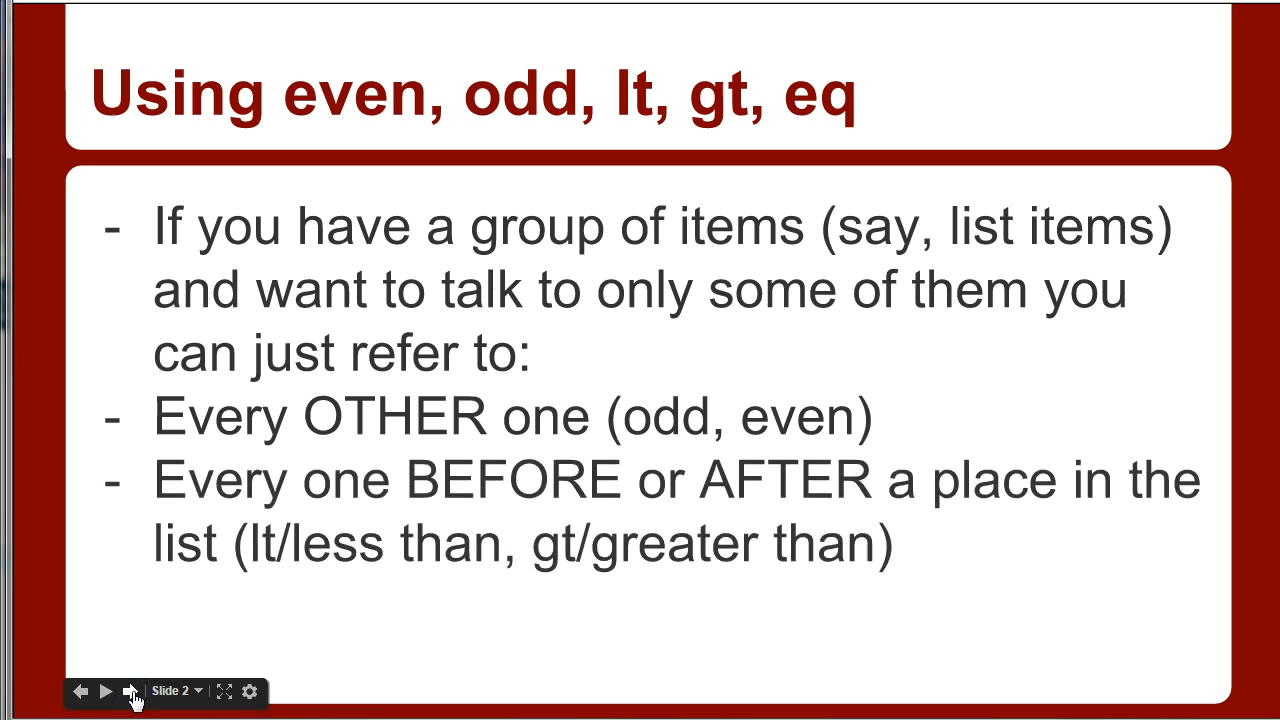 Using even, odd, lt, gt, eq
- If you have a group of items (say, list items)
and want to talk to only some of them you
can just refer to:
- Every OTHER one (odd, even)
- Every one BEFORE or AFTER a place in the
list (lt/less than, gt/greater than)
Slide 2